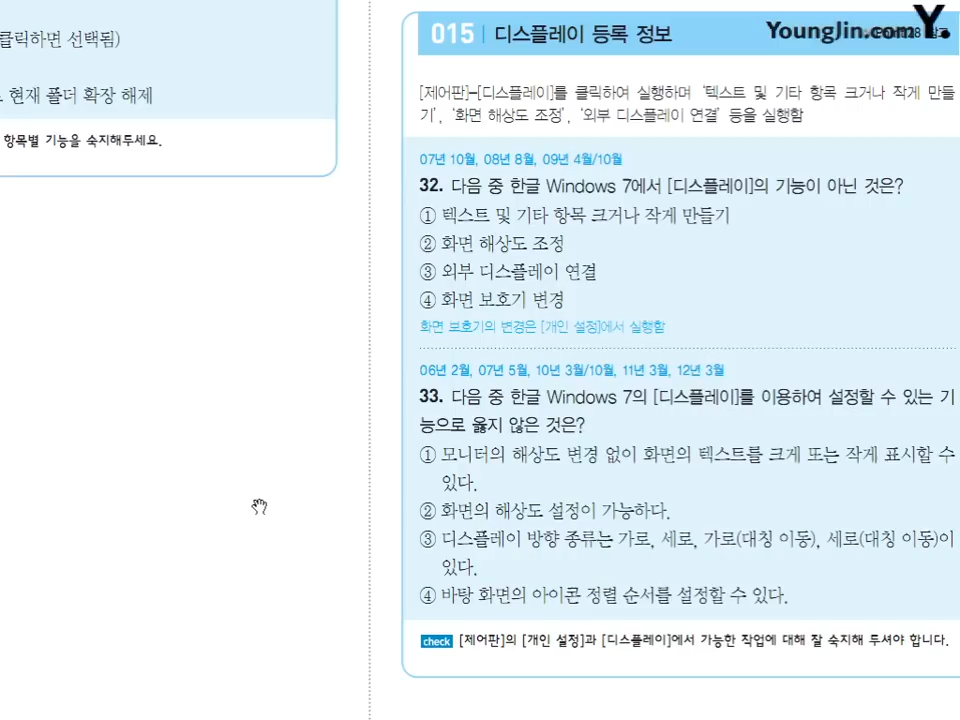 클릭하면 선택됨)
현재 폴더 확장 해제
항목별 기능을 숙지해두세요.
015 디스플레이 등록 정보
YoungJin.com Y.
[제어판]-[디스플레이]를 클릭하여 실행하며 ‘텍스트 및 기타 항목 크거나 작게 만들
기’, ‘화면 해상도 조정’, ‘외부 디스플레이 연결’ 등을 실행함
07년 10월, 08년 8월, 09년 4월/10월
32. 다음 중 한글 Windows 7에서 [디스플레이]의 기능이 아닌 것은?
① 텍스트 및 기타 항목 크거나 작게 만들기
② 화면 해상도 조정
③ 외부 디스플레이 연결
④ 화면 보호기 변경
화면 보호기의 변경은 [개인 설정]에서 실행함
06년 2월, 07년 5월, 10년 3월/10월, 11년 3월, 12년 3월
33. 다음 중 한글 Windows 7의 [디스플레이]를 이용하여 설정할 수 있는 기
능으로 옳지 않은 것은?
① 모니터의 해상도 변경 없이 화면의 텍스트를 크게 또는 작게 표시할 수
있다.
② 화면의 해상도 설정이 가능하다.
③ 디스플레이 방향 종류는 가로, 세로, 가로(대칭 이동), 세로(대칭 이동)이
있다.
④ 바탕 화면의 아이콘 정렬 순서를 설정할 수 있다.
check [제어판]의 [개인 설정]과 [디스플레이]에서 가능한 작업에 대해 잘 숙지해 두셔야 합니다.